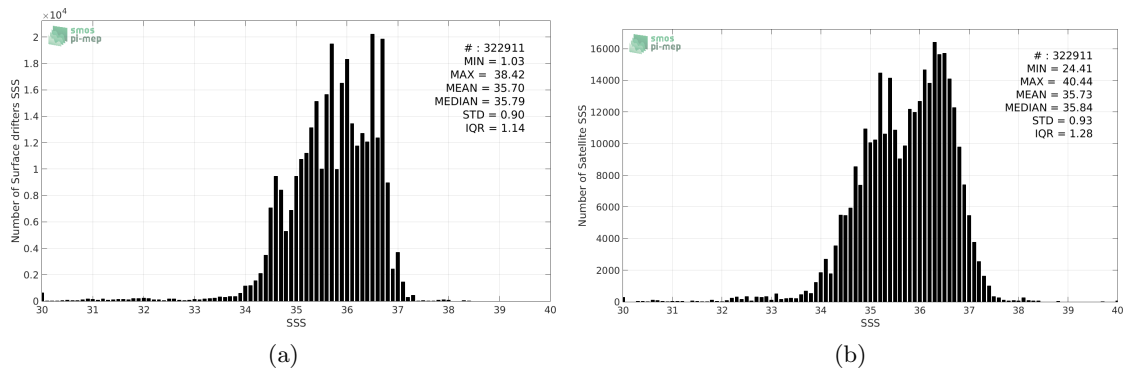 ×10⁴
smos
pi-mep
# : 322911
MIN = 1.03
MAX = 38.42
MEAN = 35.70
MEDIAN = 35.79
STD = 0.90
IQR = 1.14
Number of Surface drifters SSS
2
1.8
1.6
1.4
1.2
1
0.8
0.6
0.4
0.2
0
30 31 32 33 34 35 36 37 38 39 40
SSS
(a)
smos
pi-mep
# : 322911
MIN = 24.41
MAX = 40.44
MEAN = 35.73
MEDIAN = 35.84
STD = 0.93
IQR = 1.28
Number of Satellite SSS
16000
14000
12000
10000
8000
6000
4000
2000
0
30 31 32 33 34 35 36 37 38 39 40
SSS
(b)